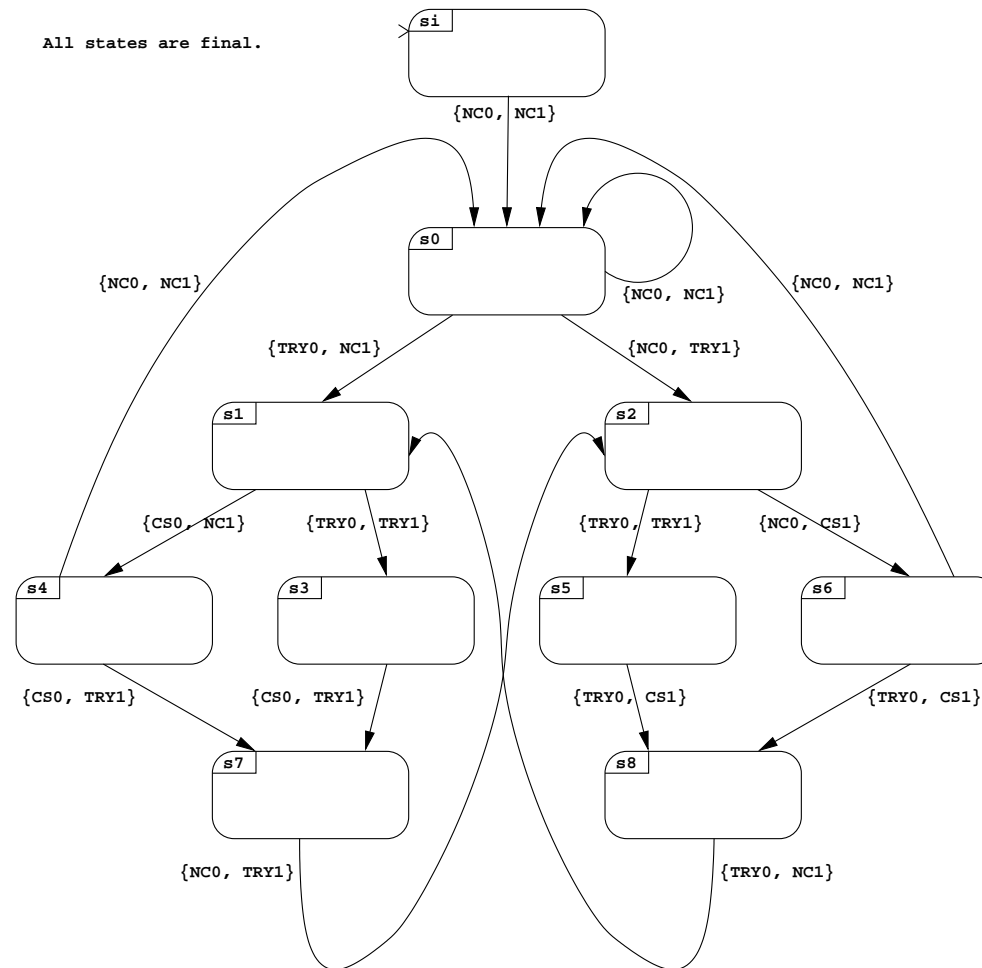 si
All states are final.
{NC0, NC1}
s0
{NC0, NC1}
{NC0, NC1}
{NC0, NC1}
{TRY0, NC1}
{NC0, TRY1}
s1
s2
{CS0, NC1}
{TRY0, TRY1}
{TRY0, TRY1}
{NC0, CS1}
s4
s3
s5
s6
{CS0, TRY1}
{CS0, TRY1}
{TRY0, CS1}
{TRY0, CS1}
s7
s8
{NC0, TRY1}
{TRY0, NC1}